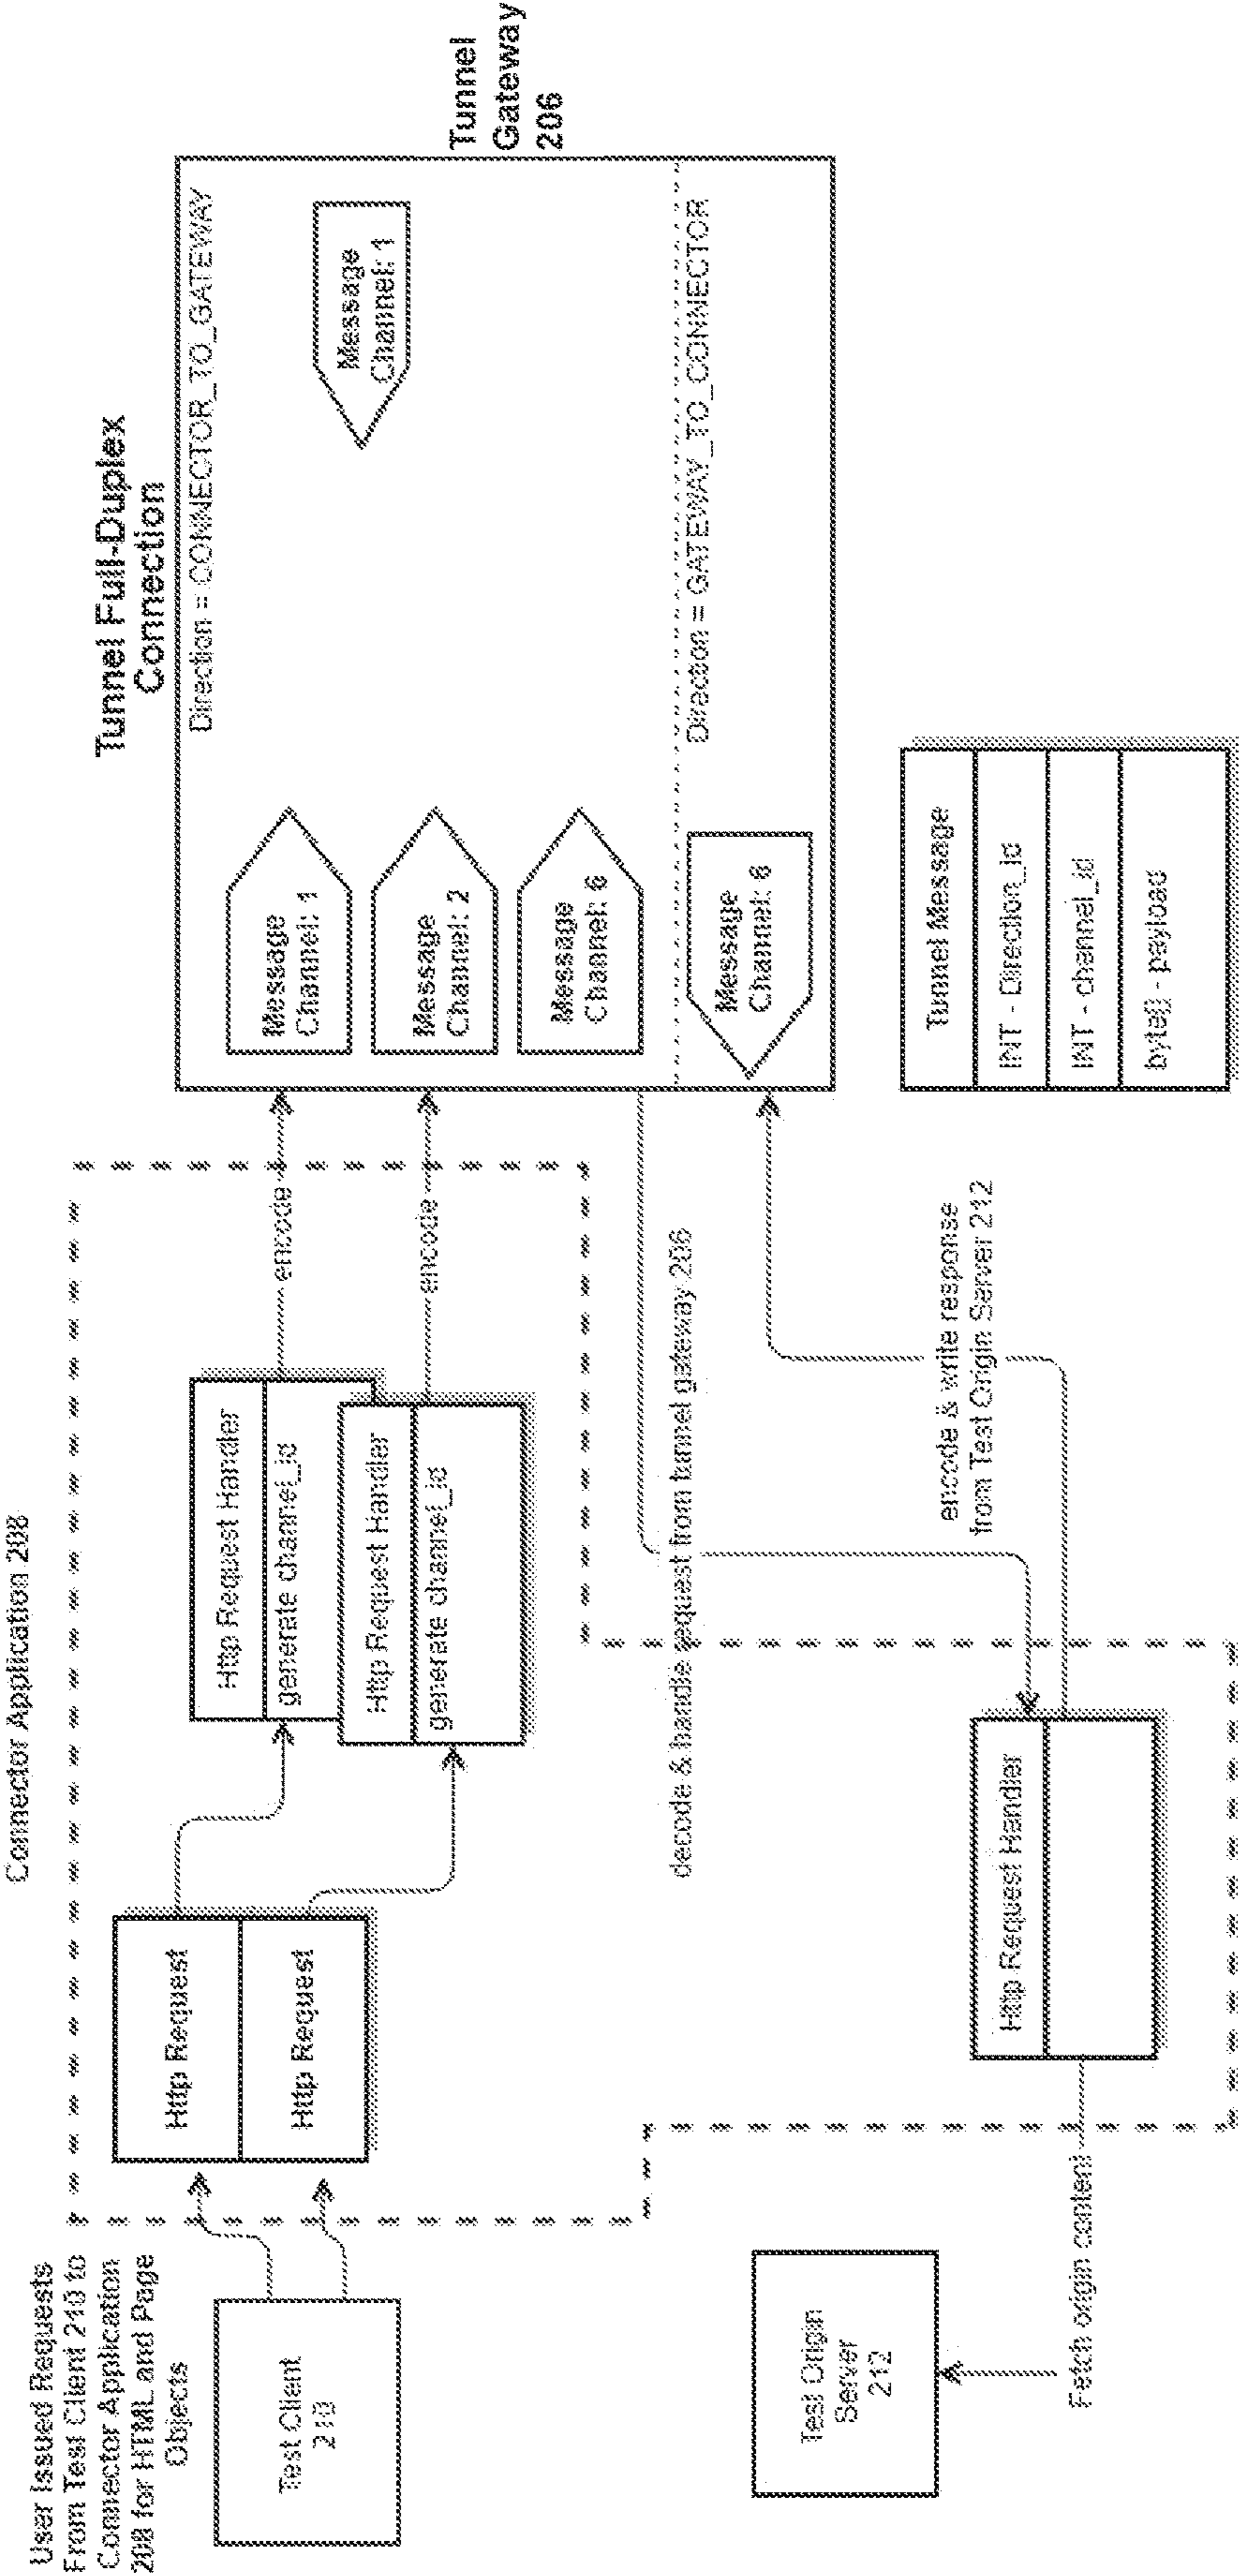 Connector Application 208
User Issued Requests
From Test Client 210 to
Connector Application
208 for HTML and Page
Objects
Test Client
210
Http Request
Http Request
Http Request Handler
generate channel_id
Http Request Handler
generate channel_id
encode
encode
Tunnel Full-Duplex
Connection
Direction = CONNECTOR_TO_GATEWAY
Message
Channel: 1
Message
Channel: 2
Message
Channel: 6
Message
Channel: 1
Direction = GATEWAY_TO_CONNECTOR
Message
Channel: 6
Tunnel
Gateway
206
decode & handle request from tunnel gateway 206
encode & write response
from Test Origin Server 212
Http Request Handler
Test Origin
Server
212
Fetch origin content
Tunnel Message
INT - Direction_id
INT - channel_id
byte[] - payload